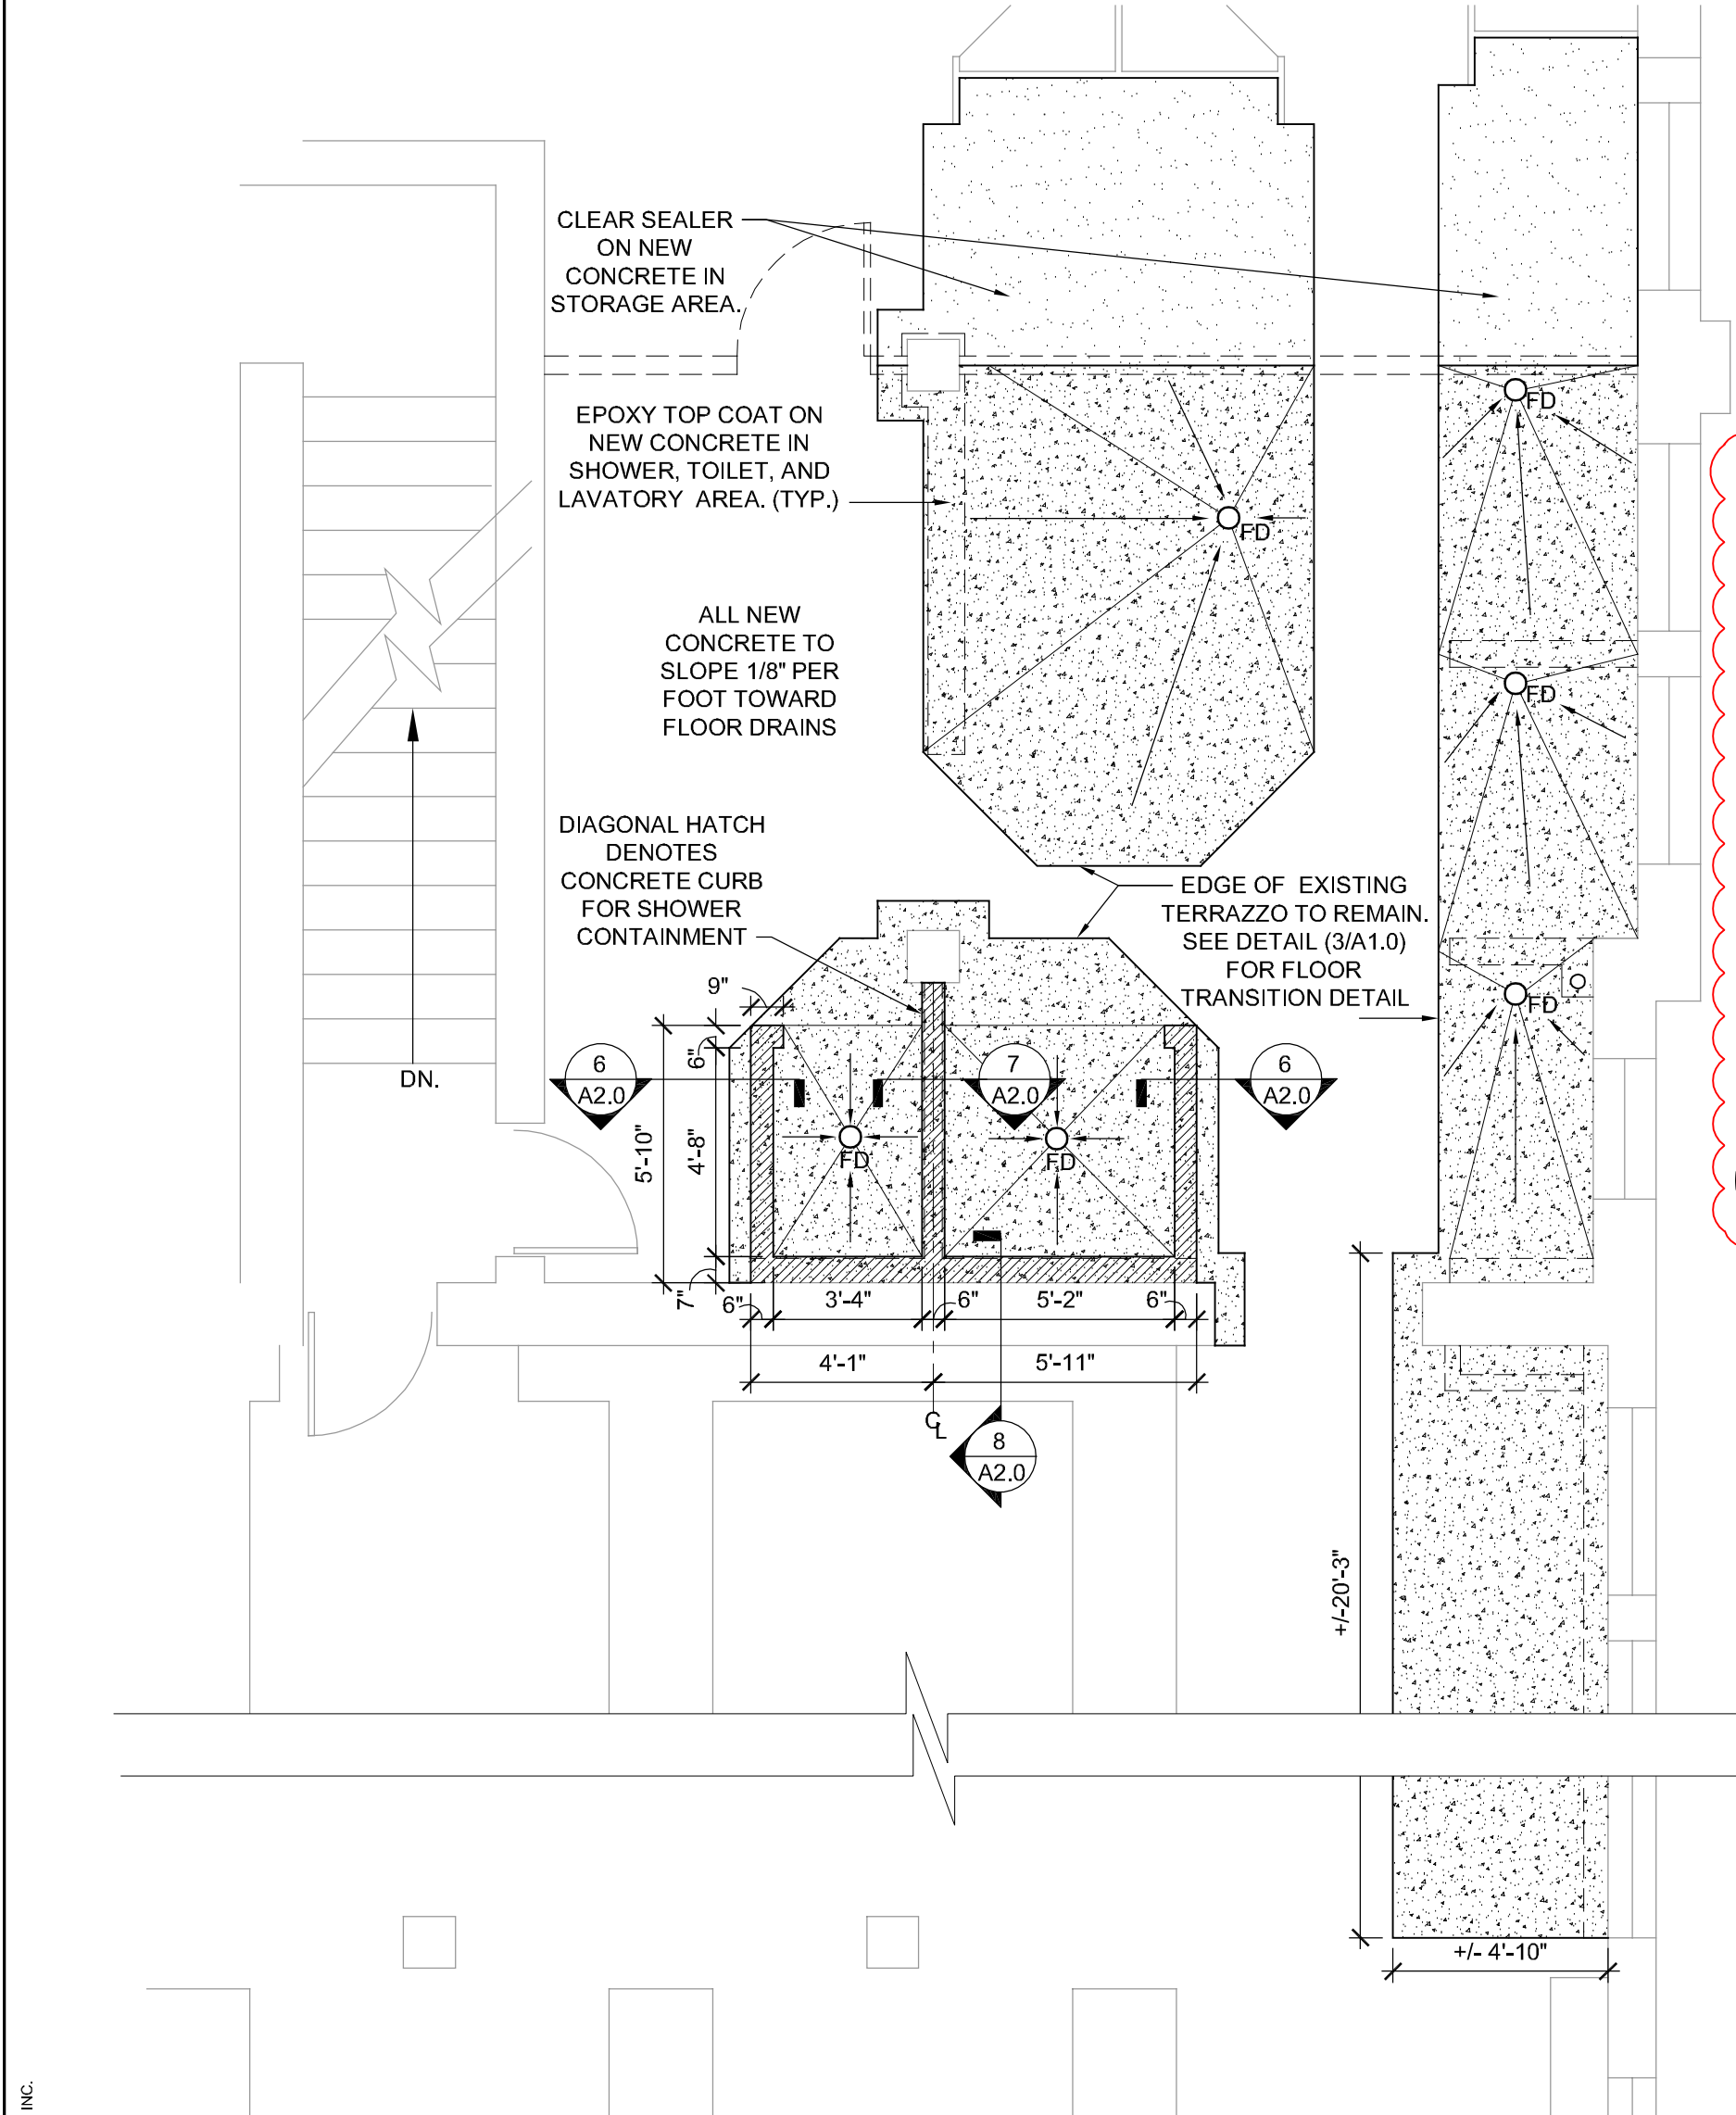 CLEAR SEALER
ON NEW
CONCRETE IN
STORAGE AREA.
EPOXY TOP COAT ON
NEW CONCRETE IN
SHOWER, TOILET, AND
LAVATORY AREA. (TYP.)
FD
FD
ALL NEW
CONCRETE TO
SLOPE 1/8" PER
FOOT TOWARD
FLOOR DRAINS
FD
DIAGONAL HATCH
DENOTES
CONCRETE CURB
FOR SHOWER
CONTAINMENT
EDGE OF EXISTING
TERRAZZO TO REMAIN.
SEE DETAIL (3/A1.0)
FOR FLOOR
TRANSITION DETAIL
FD
9"
6"
5'-10"
4'-8"
7"
DN.
6
A2.0
7
A2.0
6
A2.0
FD
FD
6"
3'-4"
6"
5'-2"
6"
4'-1"
5'-11"
CL
8
A2.0
+/-20'-3"
+/- 4'-10"
INC.